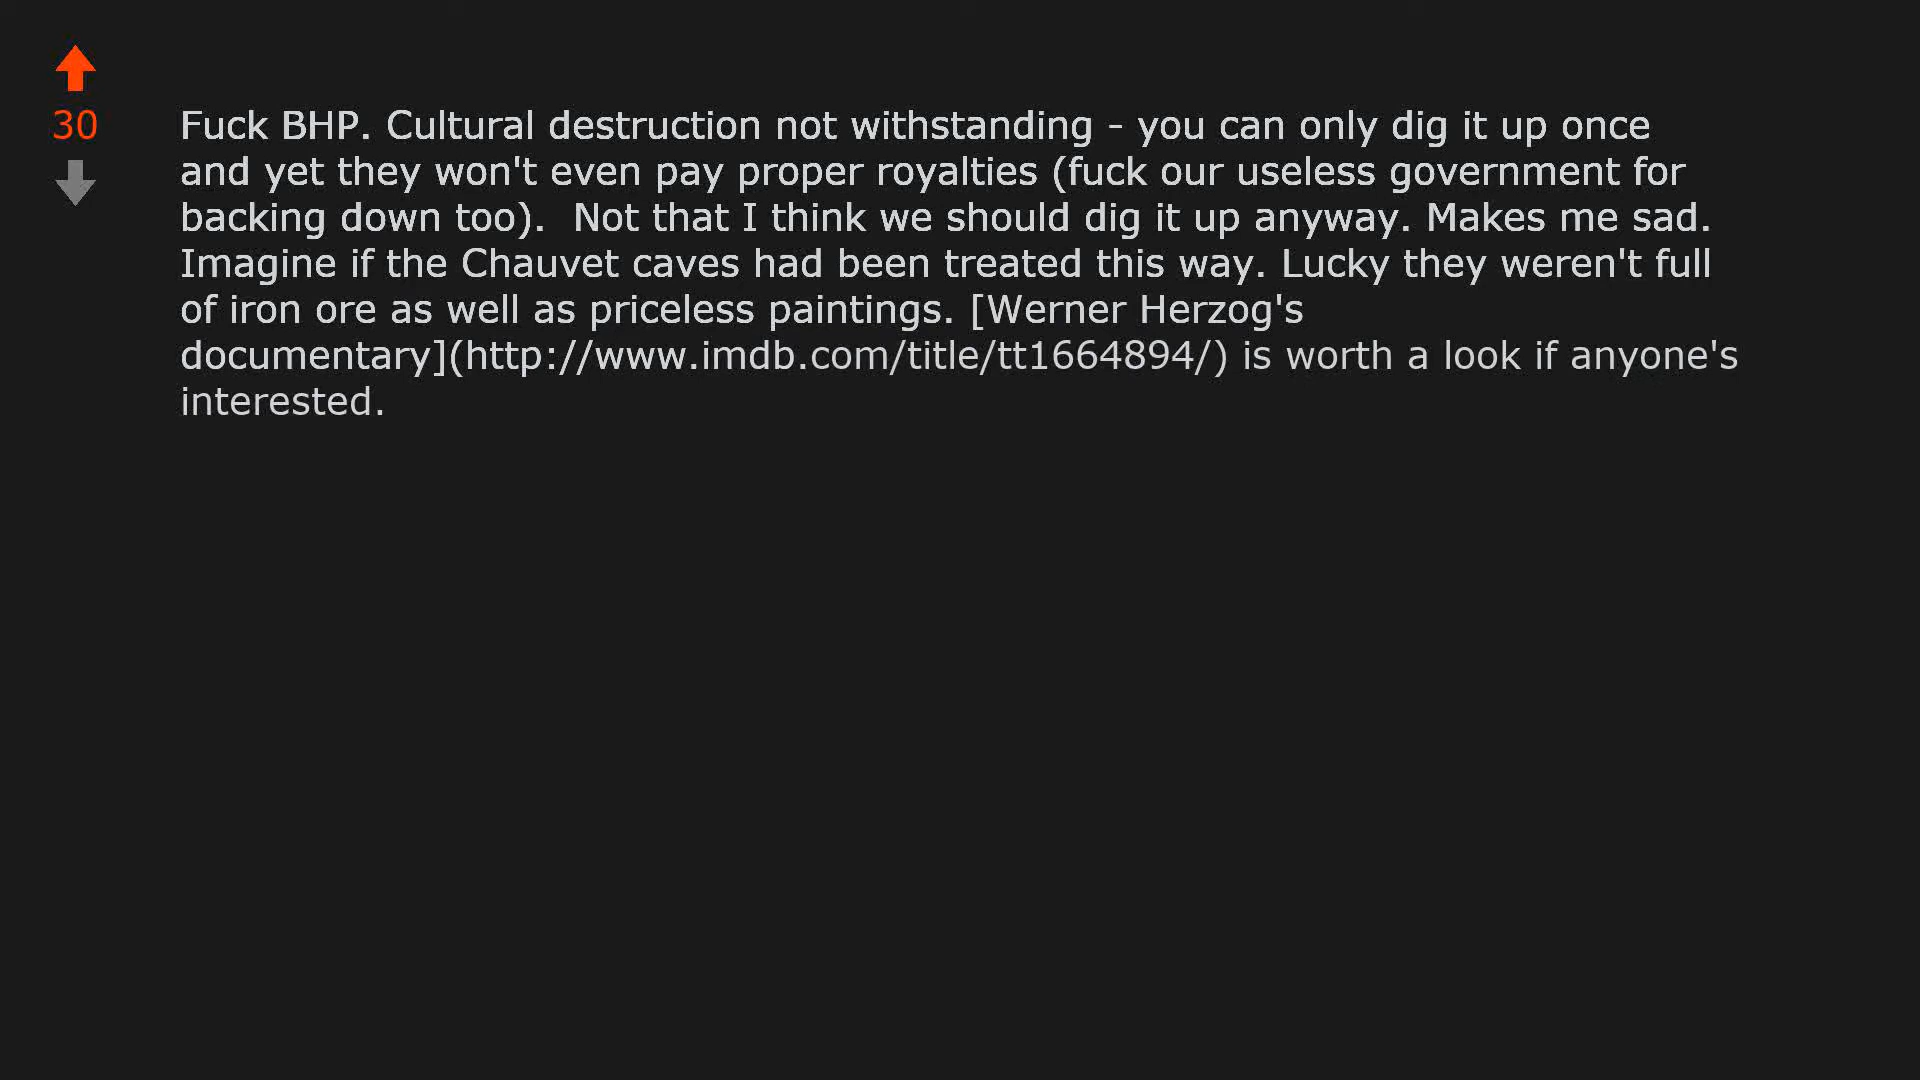 30
Fuck BHP. Cultural destruction not withstanding - you can only dig it up once
and yet they won't even pay proper royalties (fuck our useless government for
backing down too).  Not that I think we should dig it up anyway. Makes me sad.
Imagine if the Chauvet caves had been treated this way. Lucky they weren't full
of iron ore as well as priceless paintings. [Werner Herzog's
documentary](http://www.imdb.com/title/tt1664894/) is worth a look if anyone's
interested.